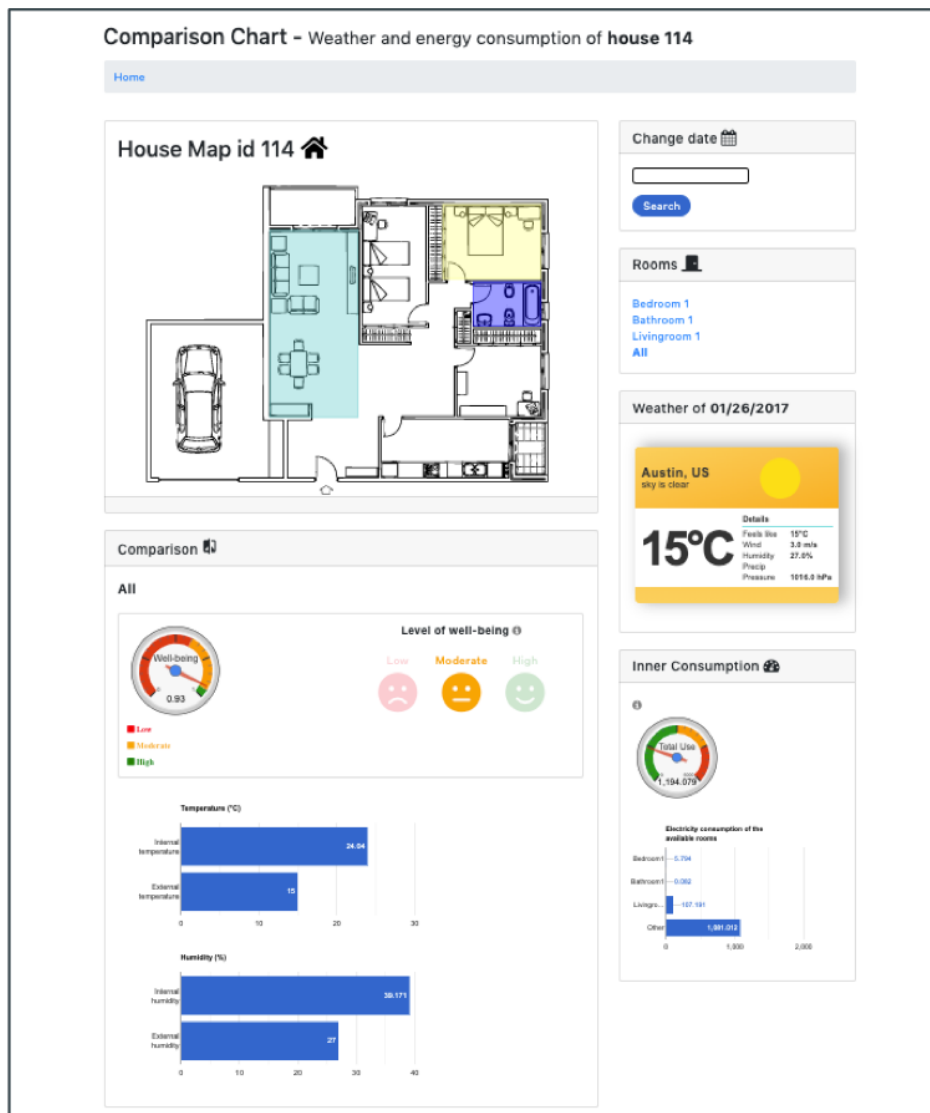 Comparison Chart - Weather and energy consumption of house 114
Home
House Map id 114
Change date
Search
Rooms
Bedroom 1
Bathroom 1
Livingroom 1
All
Weather of 01/26/2017
Austin, US
sky is clear
15°C
Details
Feels like 15°C
Wind 3.0 m/s
Humidity 27.0%
Precip
Pressure 1016.0 hPa
Comparison
All
Well-being
0.93
Low
Moderate
High
Level of well-being
Low
Moderate
High
Temperature (°C)
Internal
temperature
24.04
External
temperature
15
0 10 20 30
Humidity (%)
Internal
humidity
39.171
External
humidity
27
0 10 20 30 40
Inner Consumption
Total Use
1,194.079
Electricity consumption of the
available rooms
Bedroom1 5.794
Bathroom1 0.082
Livingro... 107.191
Other
0 1,000 2,000